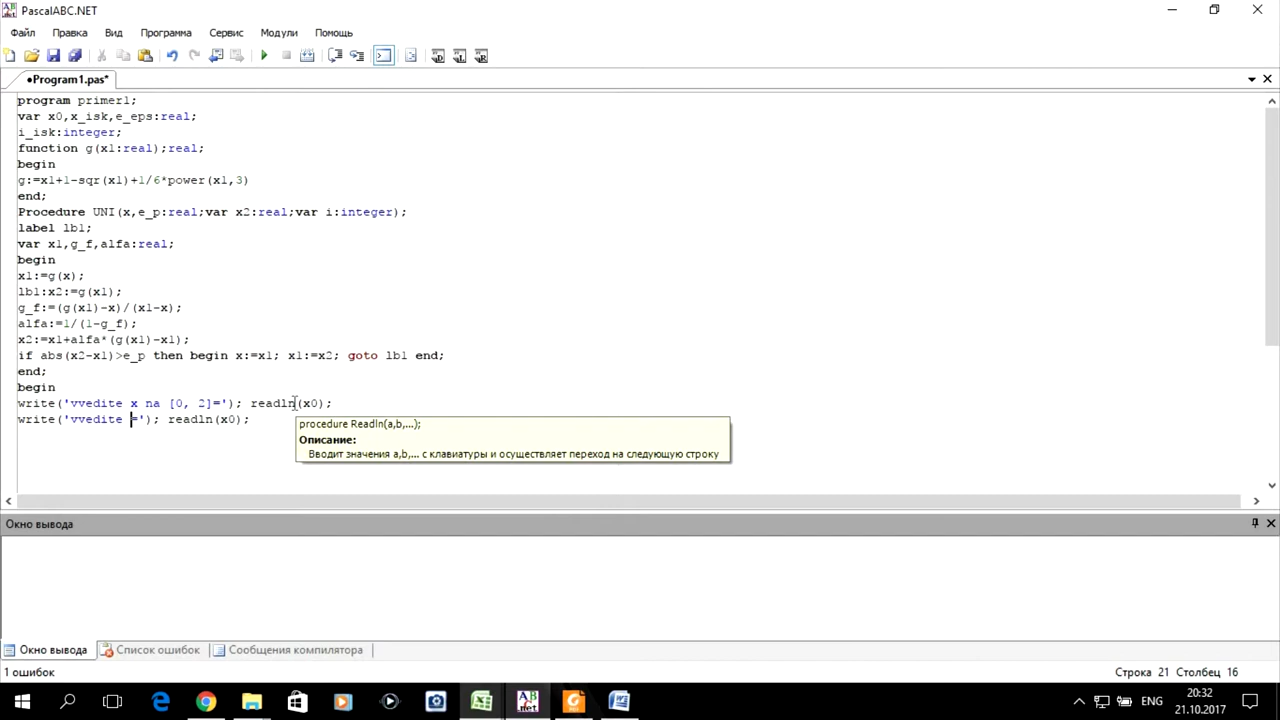 PascalABC.NET
Файл Правка Вид Программа Сервис Модули Помощь
•Program1.pas*
program primer1;
var x0,x_isk,e_eps:real;
i_isk:integer;
function g(x1:real);real;
begin
g:=x1+1-sqr(x1)+1/6*power(x1,3)
end;
Procedure UNI(x,e_p:real;var x2:real;var i:integer);
label lb1;
var x1,g_f,alfa:real;
begin
x1:=g(x);
lb1:x2:=g(x1);
g_f:=(g(x1)-x)/(x1-x);
alfa:=1/(1-g_f);
x2:=x1+alfa*(g(x1)-x1);
if abs(x2-x1)>e_p then begin x:=x1; x1:=x2; goto lb1 end;
end;
begin
write('vvedite x na [0, 2]='); readln(x0);
write('vvedite ='); readln(x0);
procedure Readln(a,b,...);
Описание:
Вводит значения a,b,... с клавиатуры и осуществляет переход на следующую строку
Окно вывода
Окно вывода Список ошибок Сообщения компилятора
1 ошибок Строка 21 Столбец 16
ENG 20:32
21.10.2017